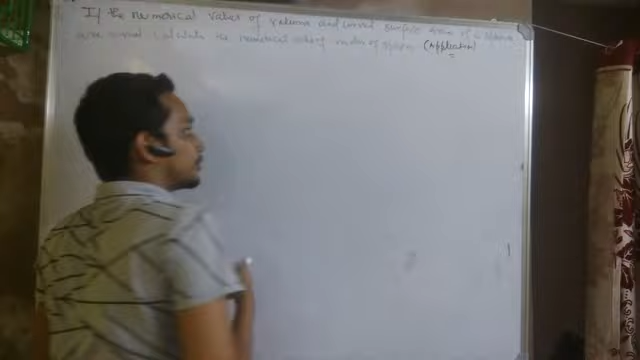 If the numerical value of volume and curved surface area of a sphere
are equal calculate the numerical value of radius of sphere (Application)